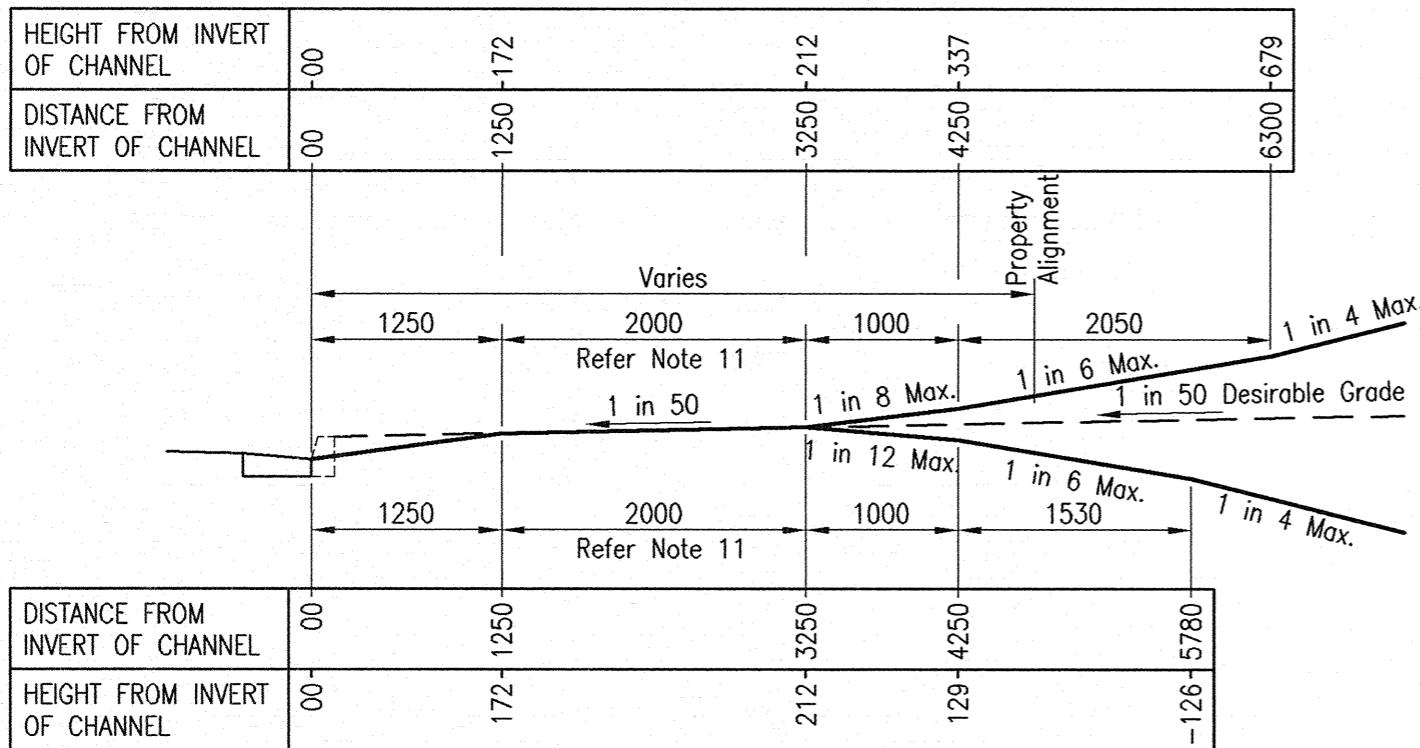 HEIGHT FROM INVERT
OF CHANNEL
00
172
212
337
679
DISTANCE FROM
INVERT OF CHANNEL
00
1250
3250
4250
6300
Property
Alignment
Varies
1250
2000
1000
2050
Refer Note 11
1 in 4 Max.
1 in 6 Max.
1 in 8 Max.
1 in 50
1 in 50 Desirable Grade
1 in 12 Max.
1 in 6 Max.
1 in 4 Max.
1250
2000
1000
1530
Refer Note 11
DISTANCE FROM
INVERT OF CHANNEL
00
1250
3250
4250
5780
HEIGHT FROM INVERT
OF CHANNEL
00
172
212
129
-126